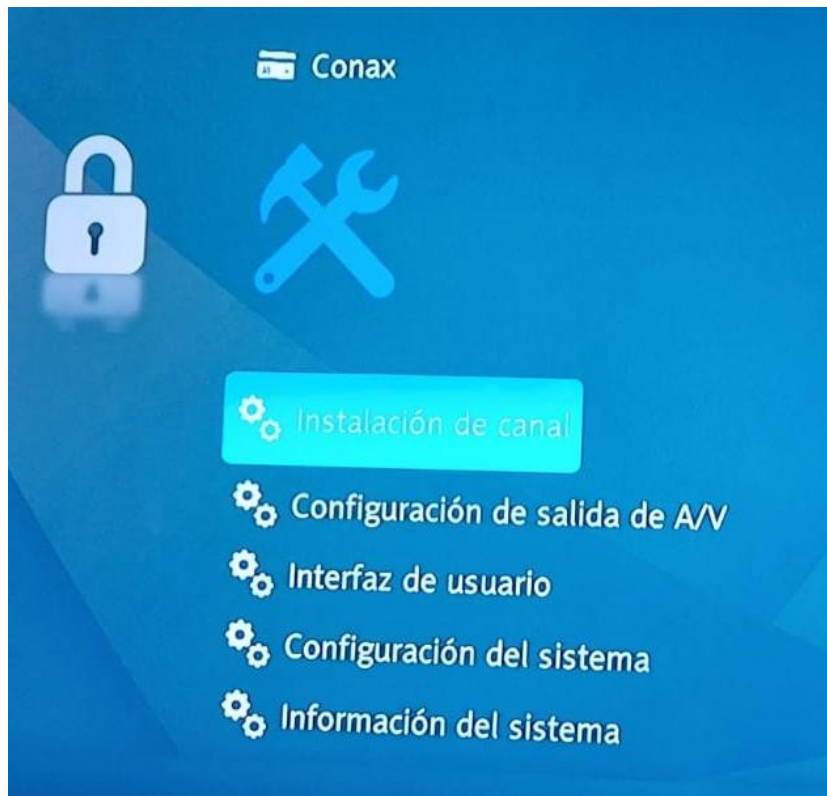 Conax
Instalación de canal
Configuración de salida de A/V
Interfaz de usuario
Configuración del sistema
Información del sistema